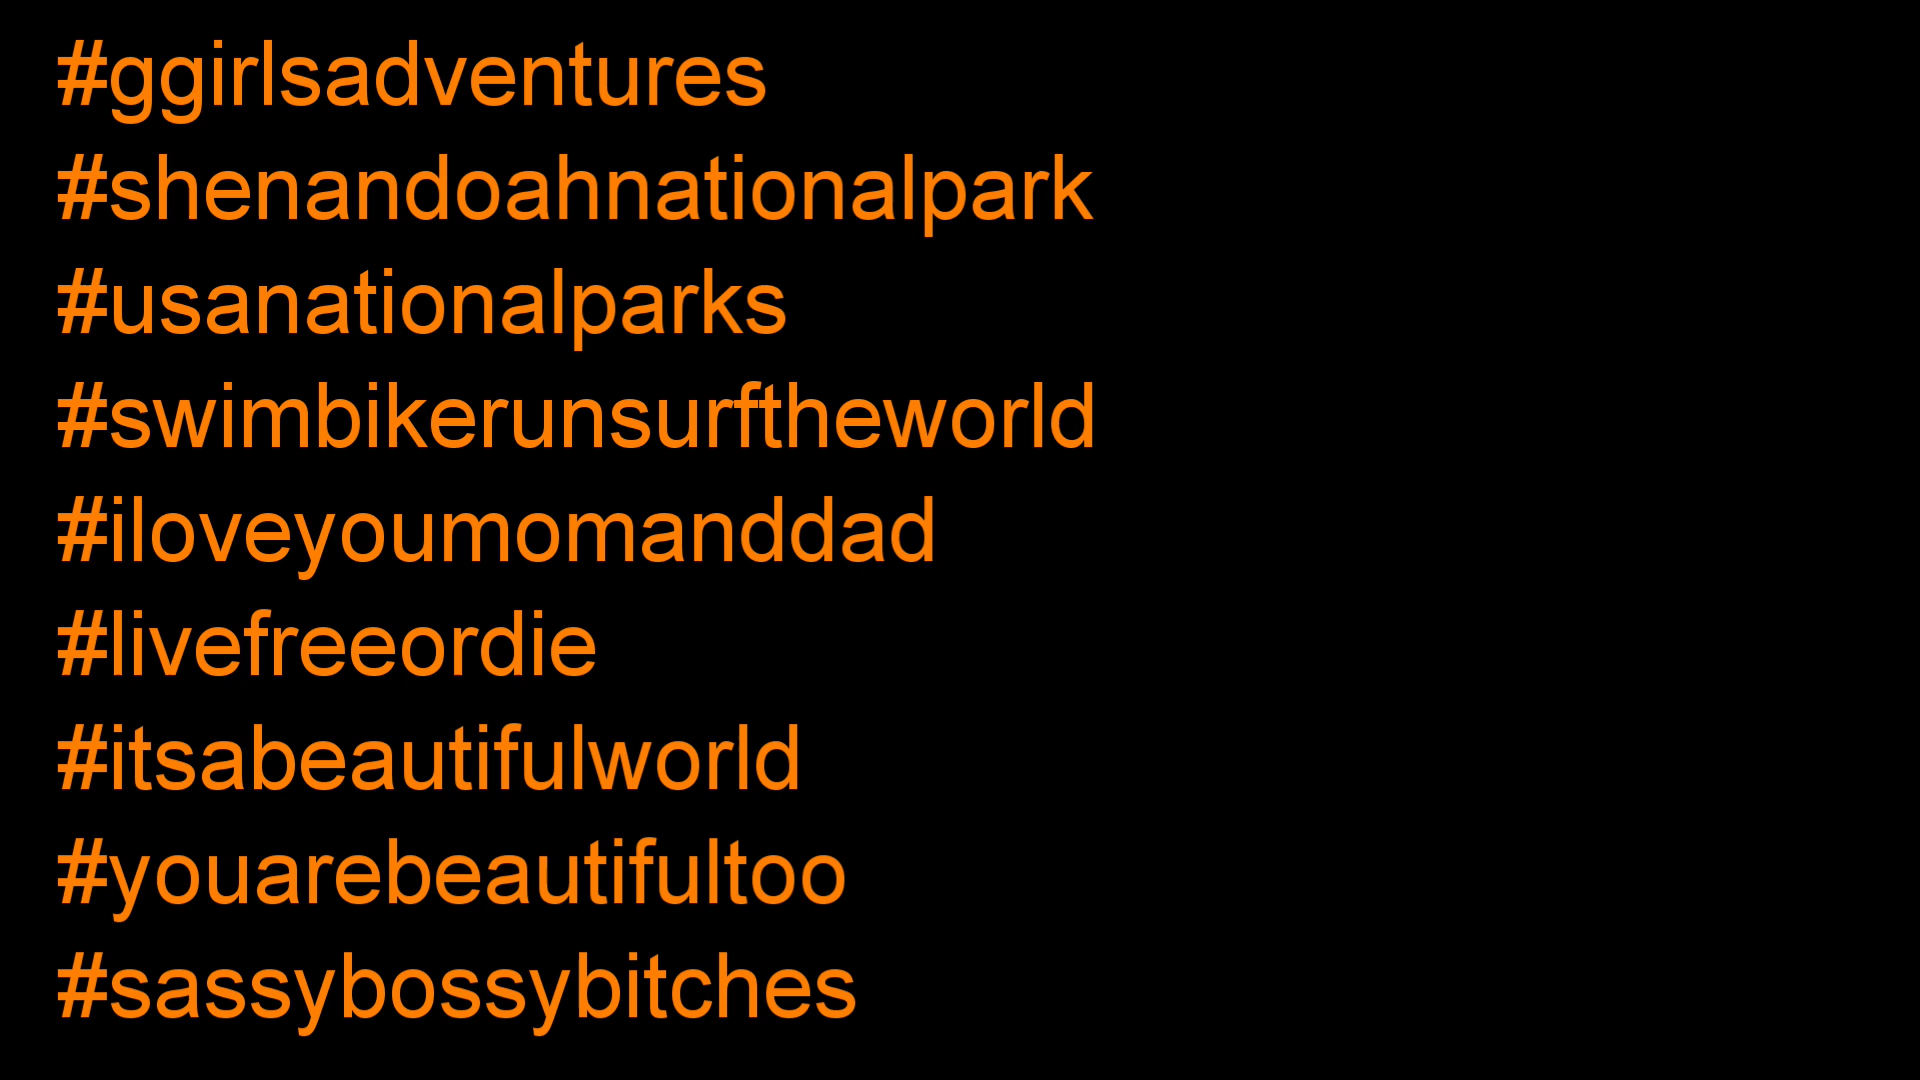 #ggirlsadventures
#shenandoahnationalpark
#usanationalparks
#swimbikerunsurftheworld
#iloveyoumomanddad
#livefreeordie
#itsabeautifulworld
#youarebeautifultoo
#sassybossybitches